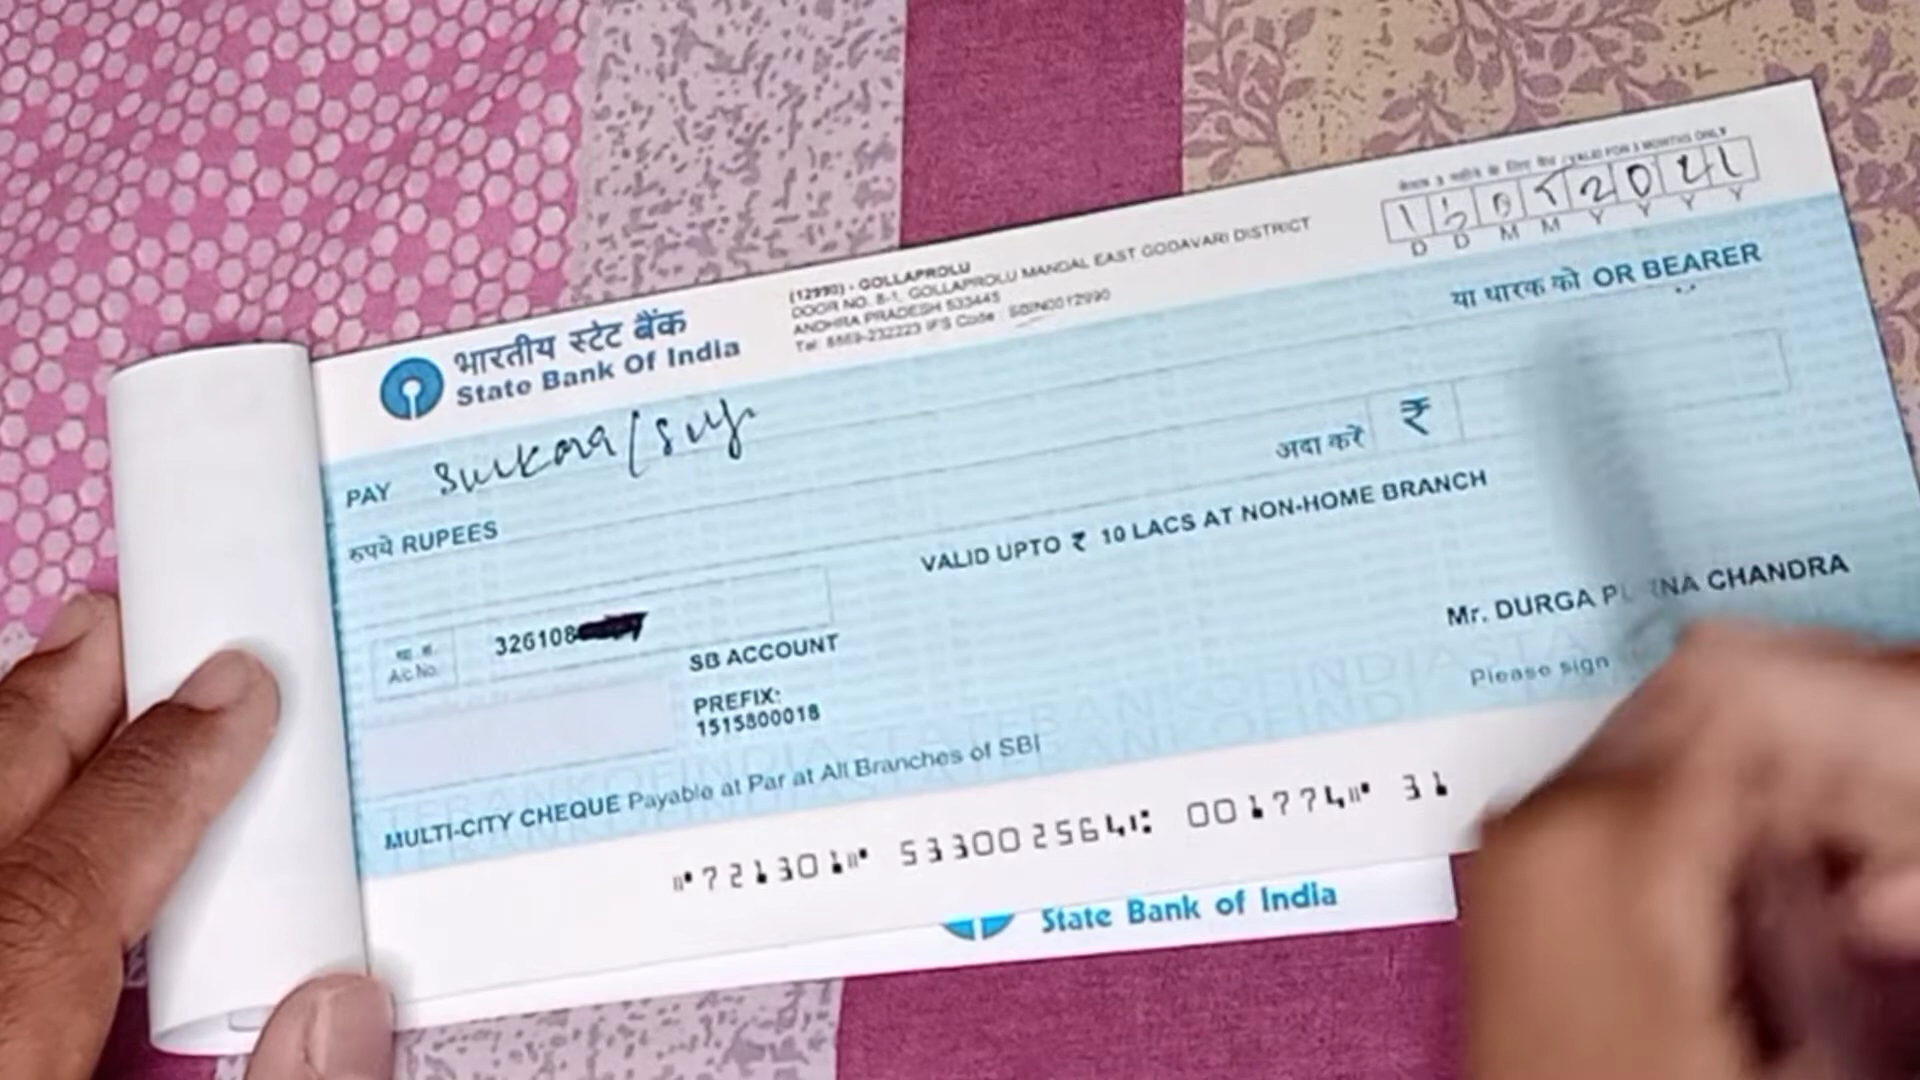 केवल 3 महीने के लिए वैध / VALID FOR 3 MONTHS ONLY
D D M M Y Y Y Y
भारतीय स्टेट बैंक
State Bank Of India
(12990) - GOLLAPROLU
DOOR NO. 8-1, GOLLAPROLU MANDAL EAST GODAVARI DISTRICT
ANDHRA PRADESH 533445
Tel: 8869-232223 IFS Code : SBIN0012990
या धारक को OR BEARER
PAY
रुपये RUPEES
अदा करें ₹
VALID UPTO ₹ 10 LACS AT NON-HOME BRANCH
A/c No. 326108
SB ACCOUNT
PREFIX:
1515800018
Mr. DURGA CHANDRA
Please sign
MULTI-CITY CHEQUE Payable at Par at All Branches of SBI
⑈721301⑈ 533002564⑆ 001774⑈ 31
State Bank of India